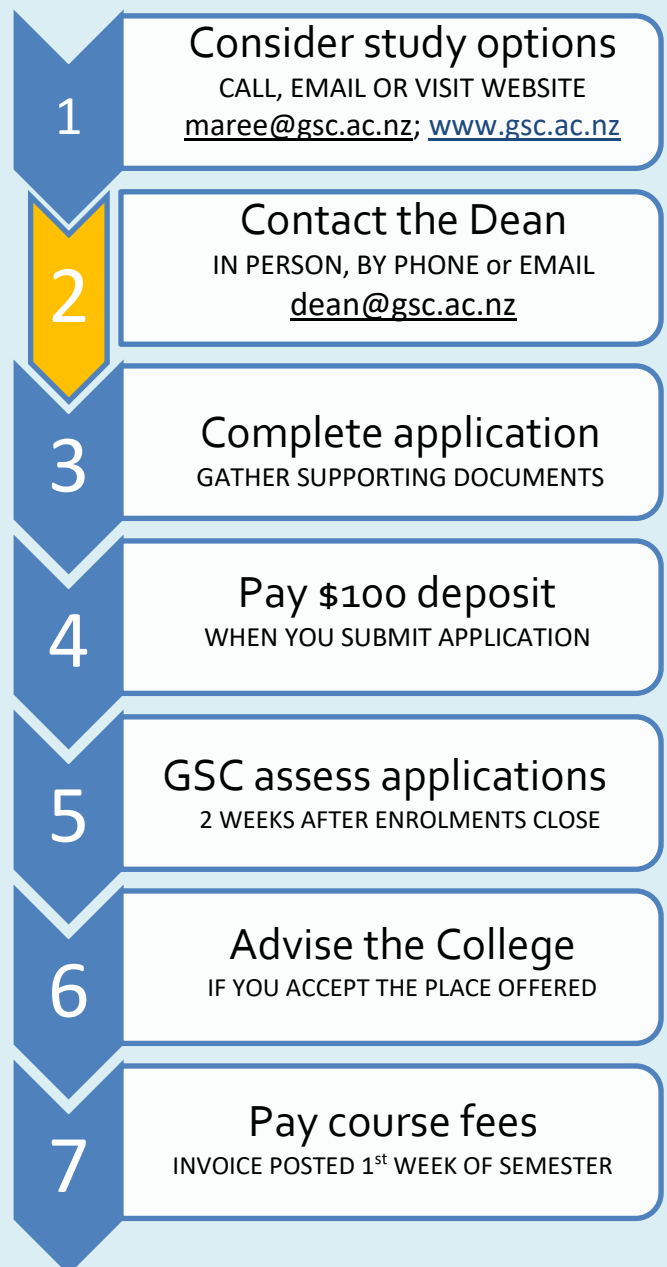 1
Consider study options
CALL, EMAIL OR VISIT WEBSITE
maree@gsc.ac.nz; www.gsc.ac.nz
2
Contact the Dean
IN PERSON, BY PHONE or EMAIL
dean@gsc.ac.nz
3
Complete application
GATHER SUPPORTING DOCUMENTS
4
Pay $100 deposit
WHEN YOU SUBMIT APPLICATION
5
GSC assess applications
2 WEEKS AFTER ENROLMENTS CLOSE
6
Advise the College
IF YOU ACCEPT THE PLACE OFFERED
7
Pay course fees
INVOICE POSTED 1st WEEK OF SEMESTER